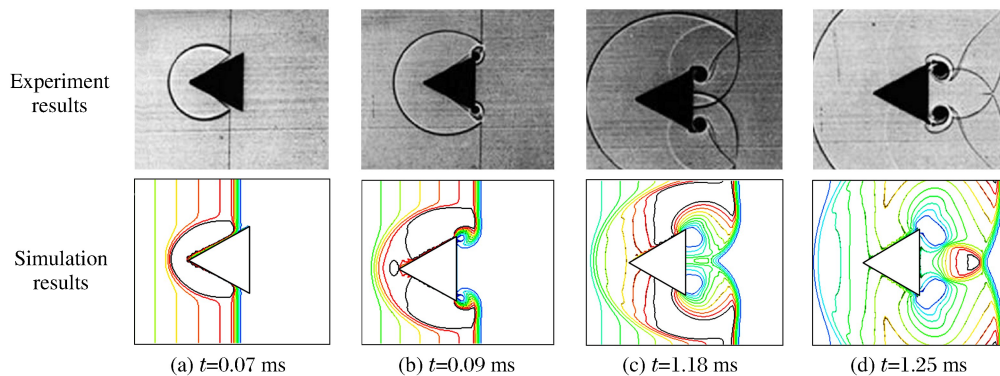 Experiment
results
Simulation
results
(a) t=0.07 ms
(b) t=0.09 ms
(c) t=1.18 ms
(d) t=1.25 ms